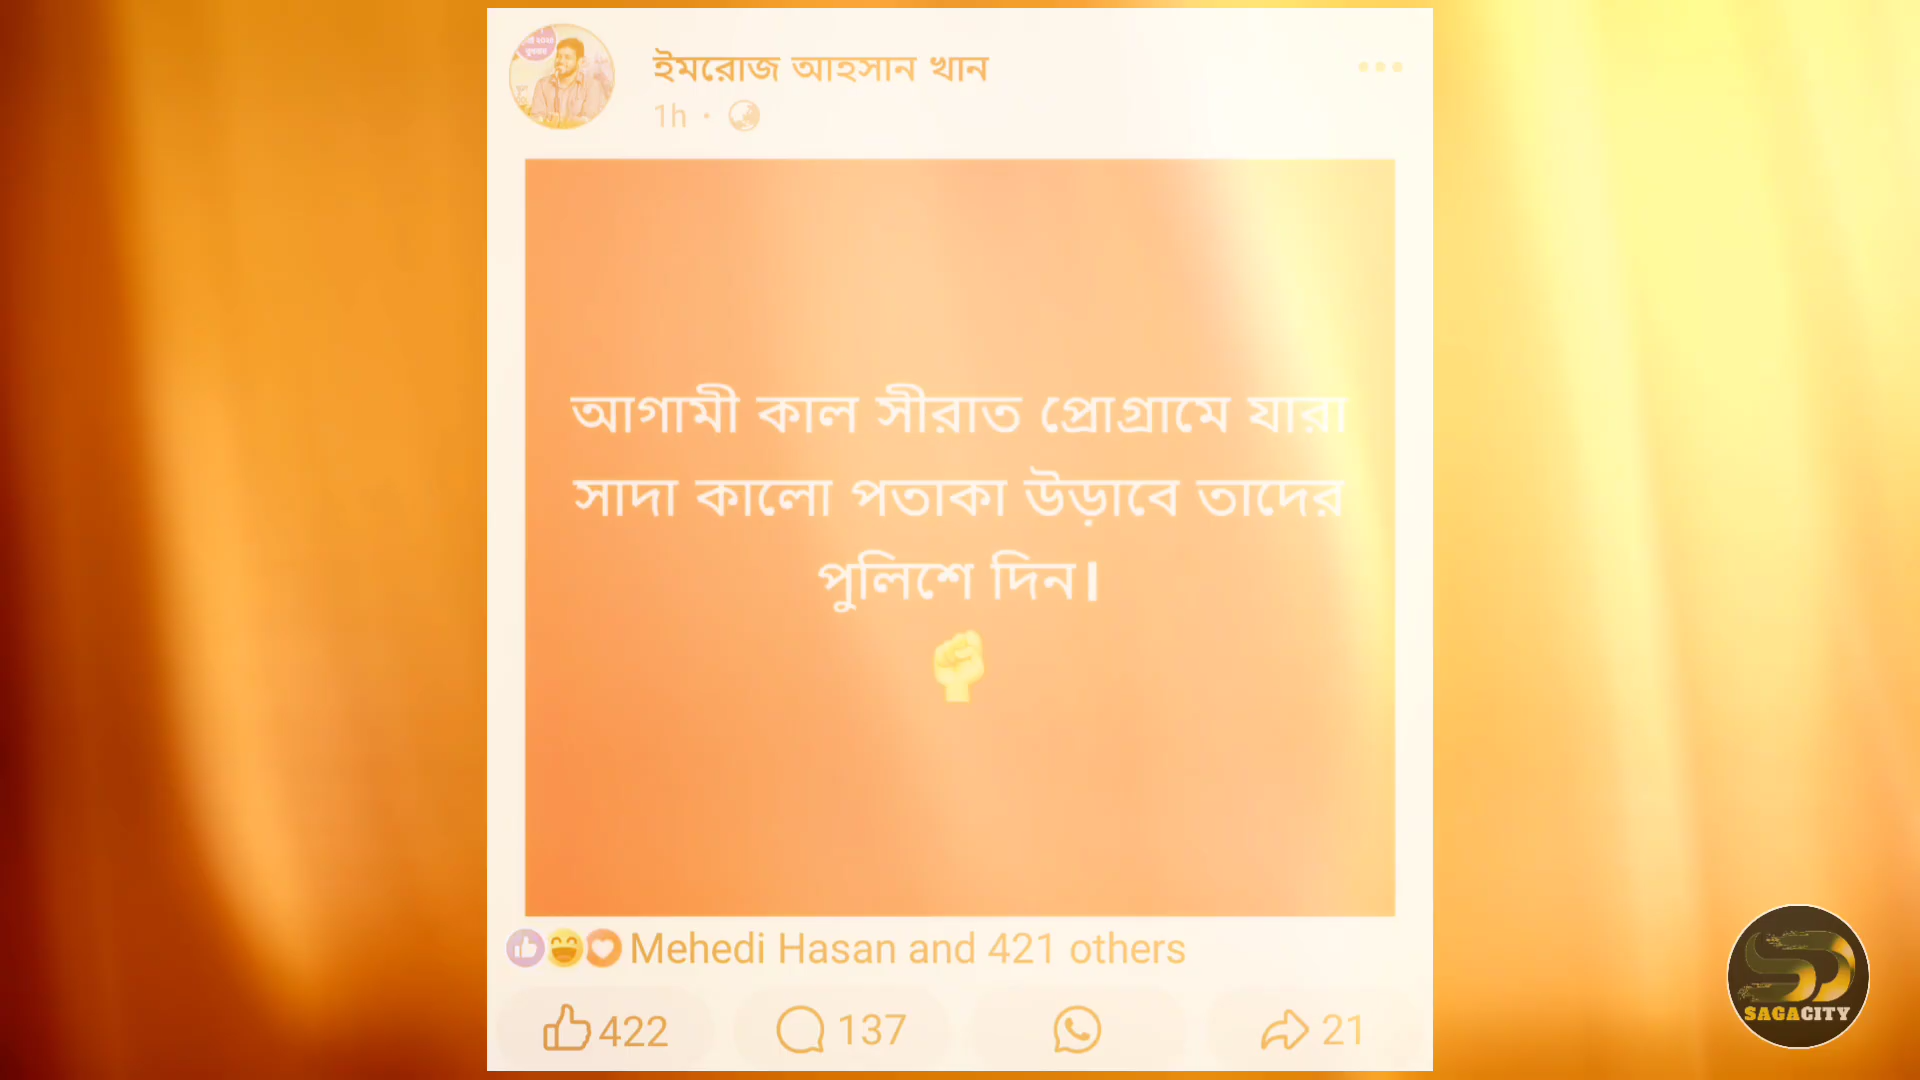 ইমরোজ আহসান খান
1h ·
আগামী কাল সীরাত প্রোগ্রামে যারা
সাদা কালো পতাকা উড়াবে তাদের
পুলিশে দিন।
Mehedi Hasan and 421 others
422 137 21
SAGACITY